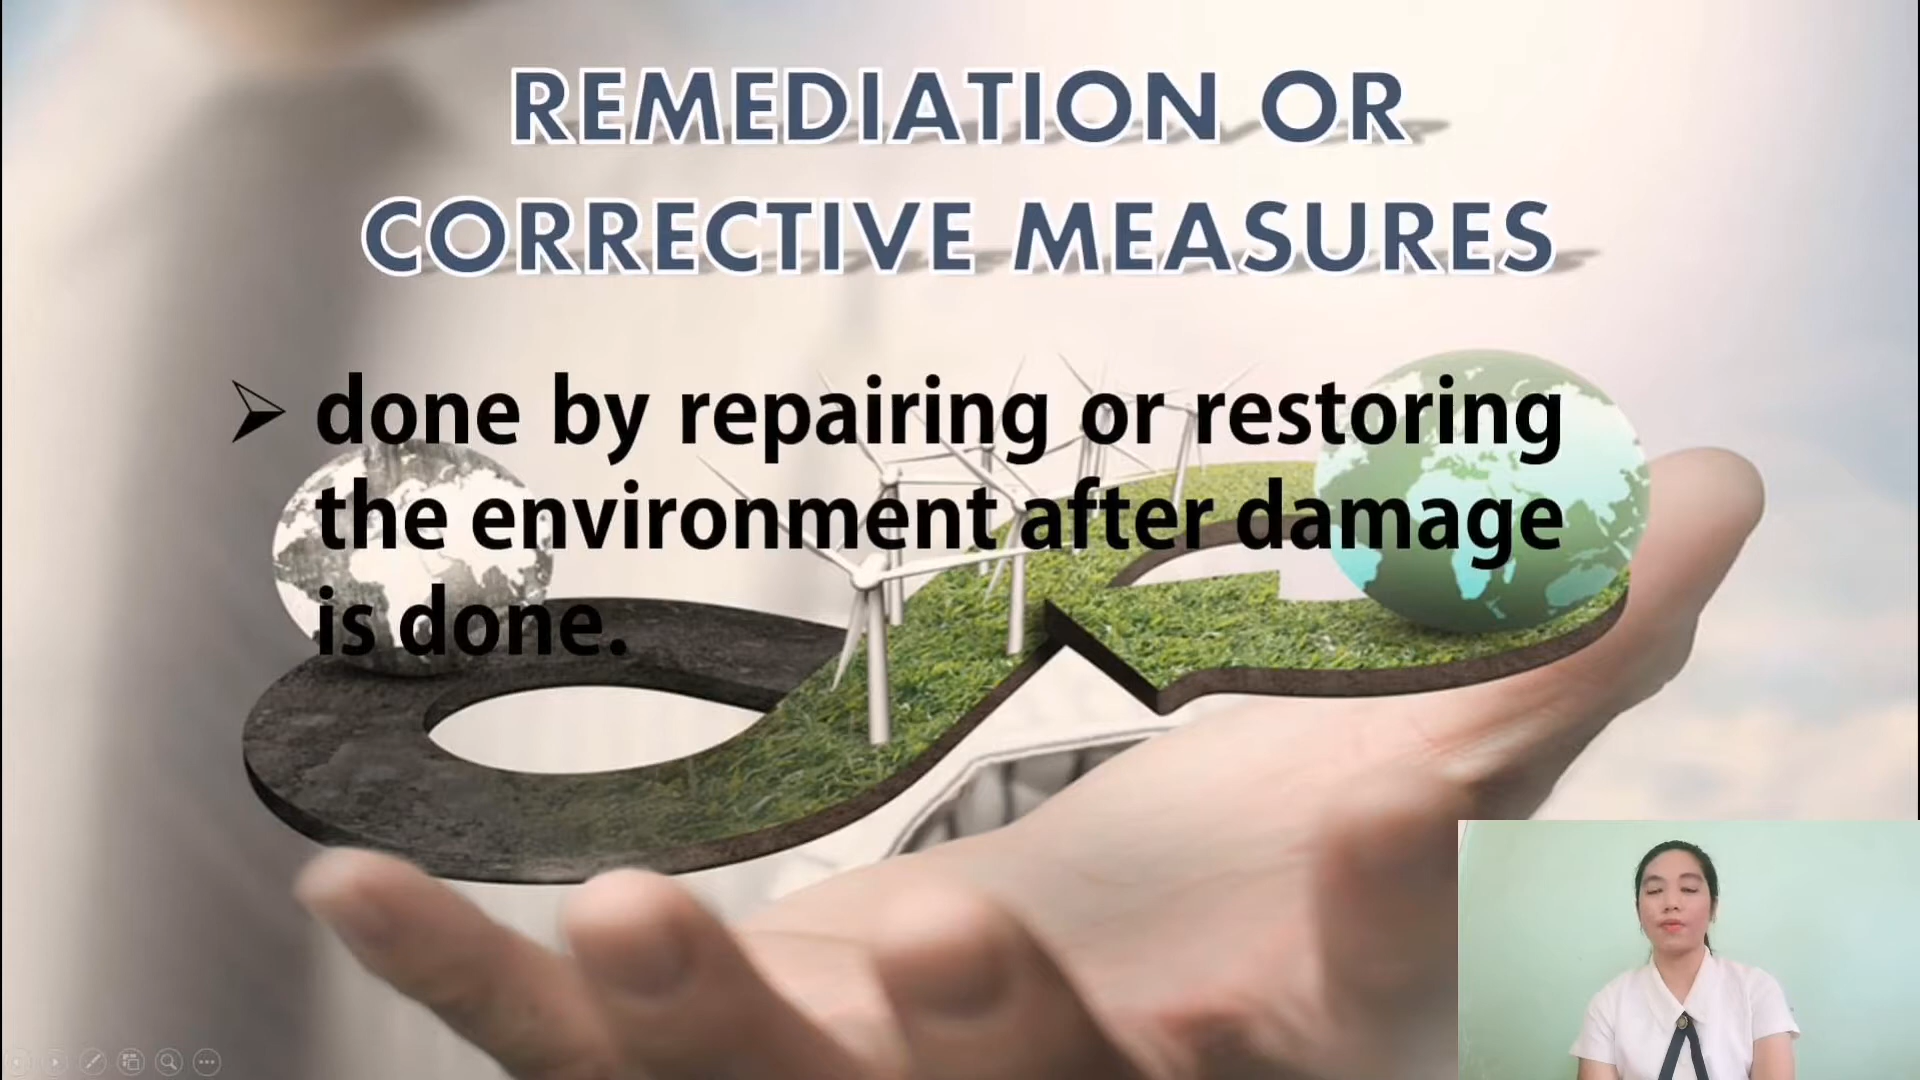 REMEDIATION OR
CORRECTIVE MEASURES
➢ done by repairing or restoring
the environment after damage
is done.